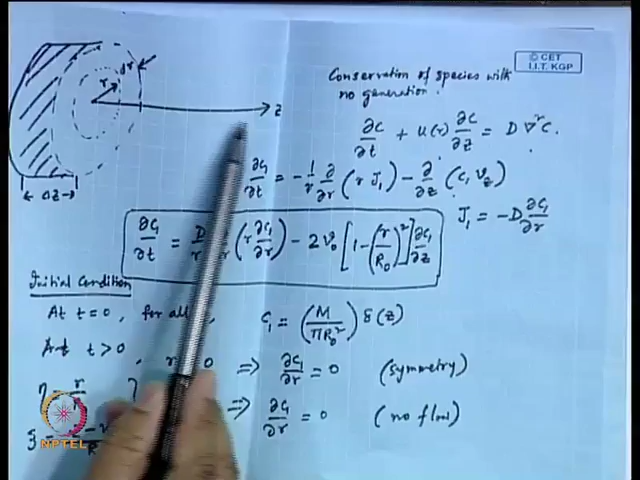 © CET
I.I.T. KGP
r
dr
z
Δz
Conservation of species with
no generation.
∂c/∂t + u(r) ∂c/∂z = D ∇²c.
∂c₁/∂t = -1/r ∂/∂r (r J₁) - ∂/∂z (c₁ v_z)
J₁ = -D ∂c₁/∂r
∂c₁/∂t = D/r (r ∂c₁/∂r) - 2v₀ [1-(r/R₀)²] ∂c₁/∂z
Initial Condition
At t=0, for all, c₁ = (M/πR₀²) δ(z)
At t>0, r 0 ⇒ ∂c₁/∂r = 0 (symmetry)
⇒ ∂c₁/∂r = 0 (no flux)
η r
NPTEL